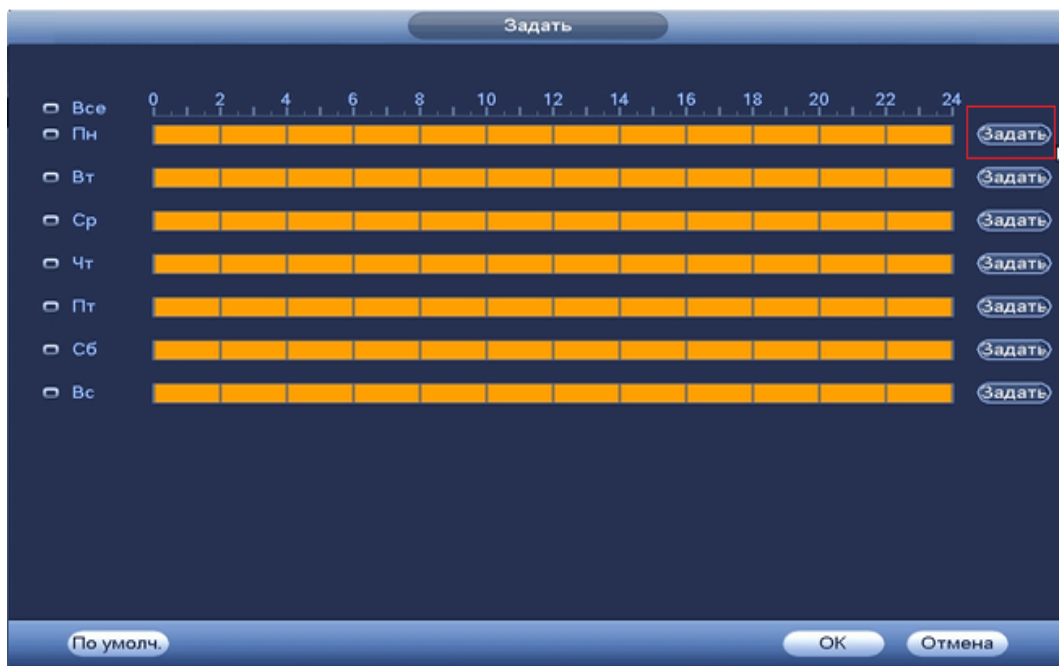 Задать
0 2 4 6 8 10 12 14 16 18 20 22 24
Все
Пн Задать
Вт Задать
Ср Задать
Чт Задать
Пт Задать
Сб Задать
Вс Задать
По умолч. OK Отмена